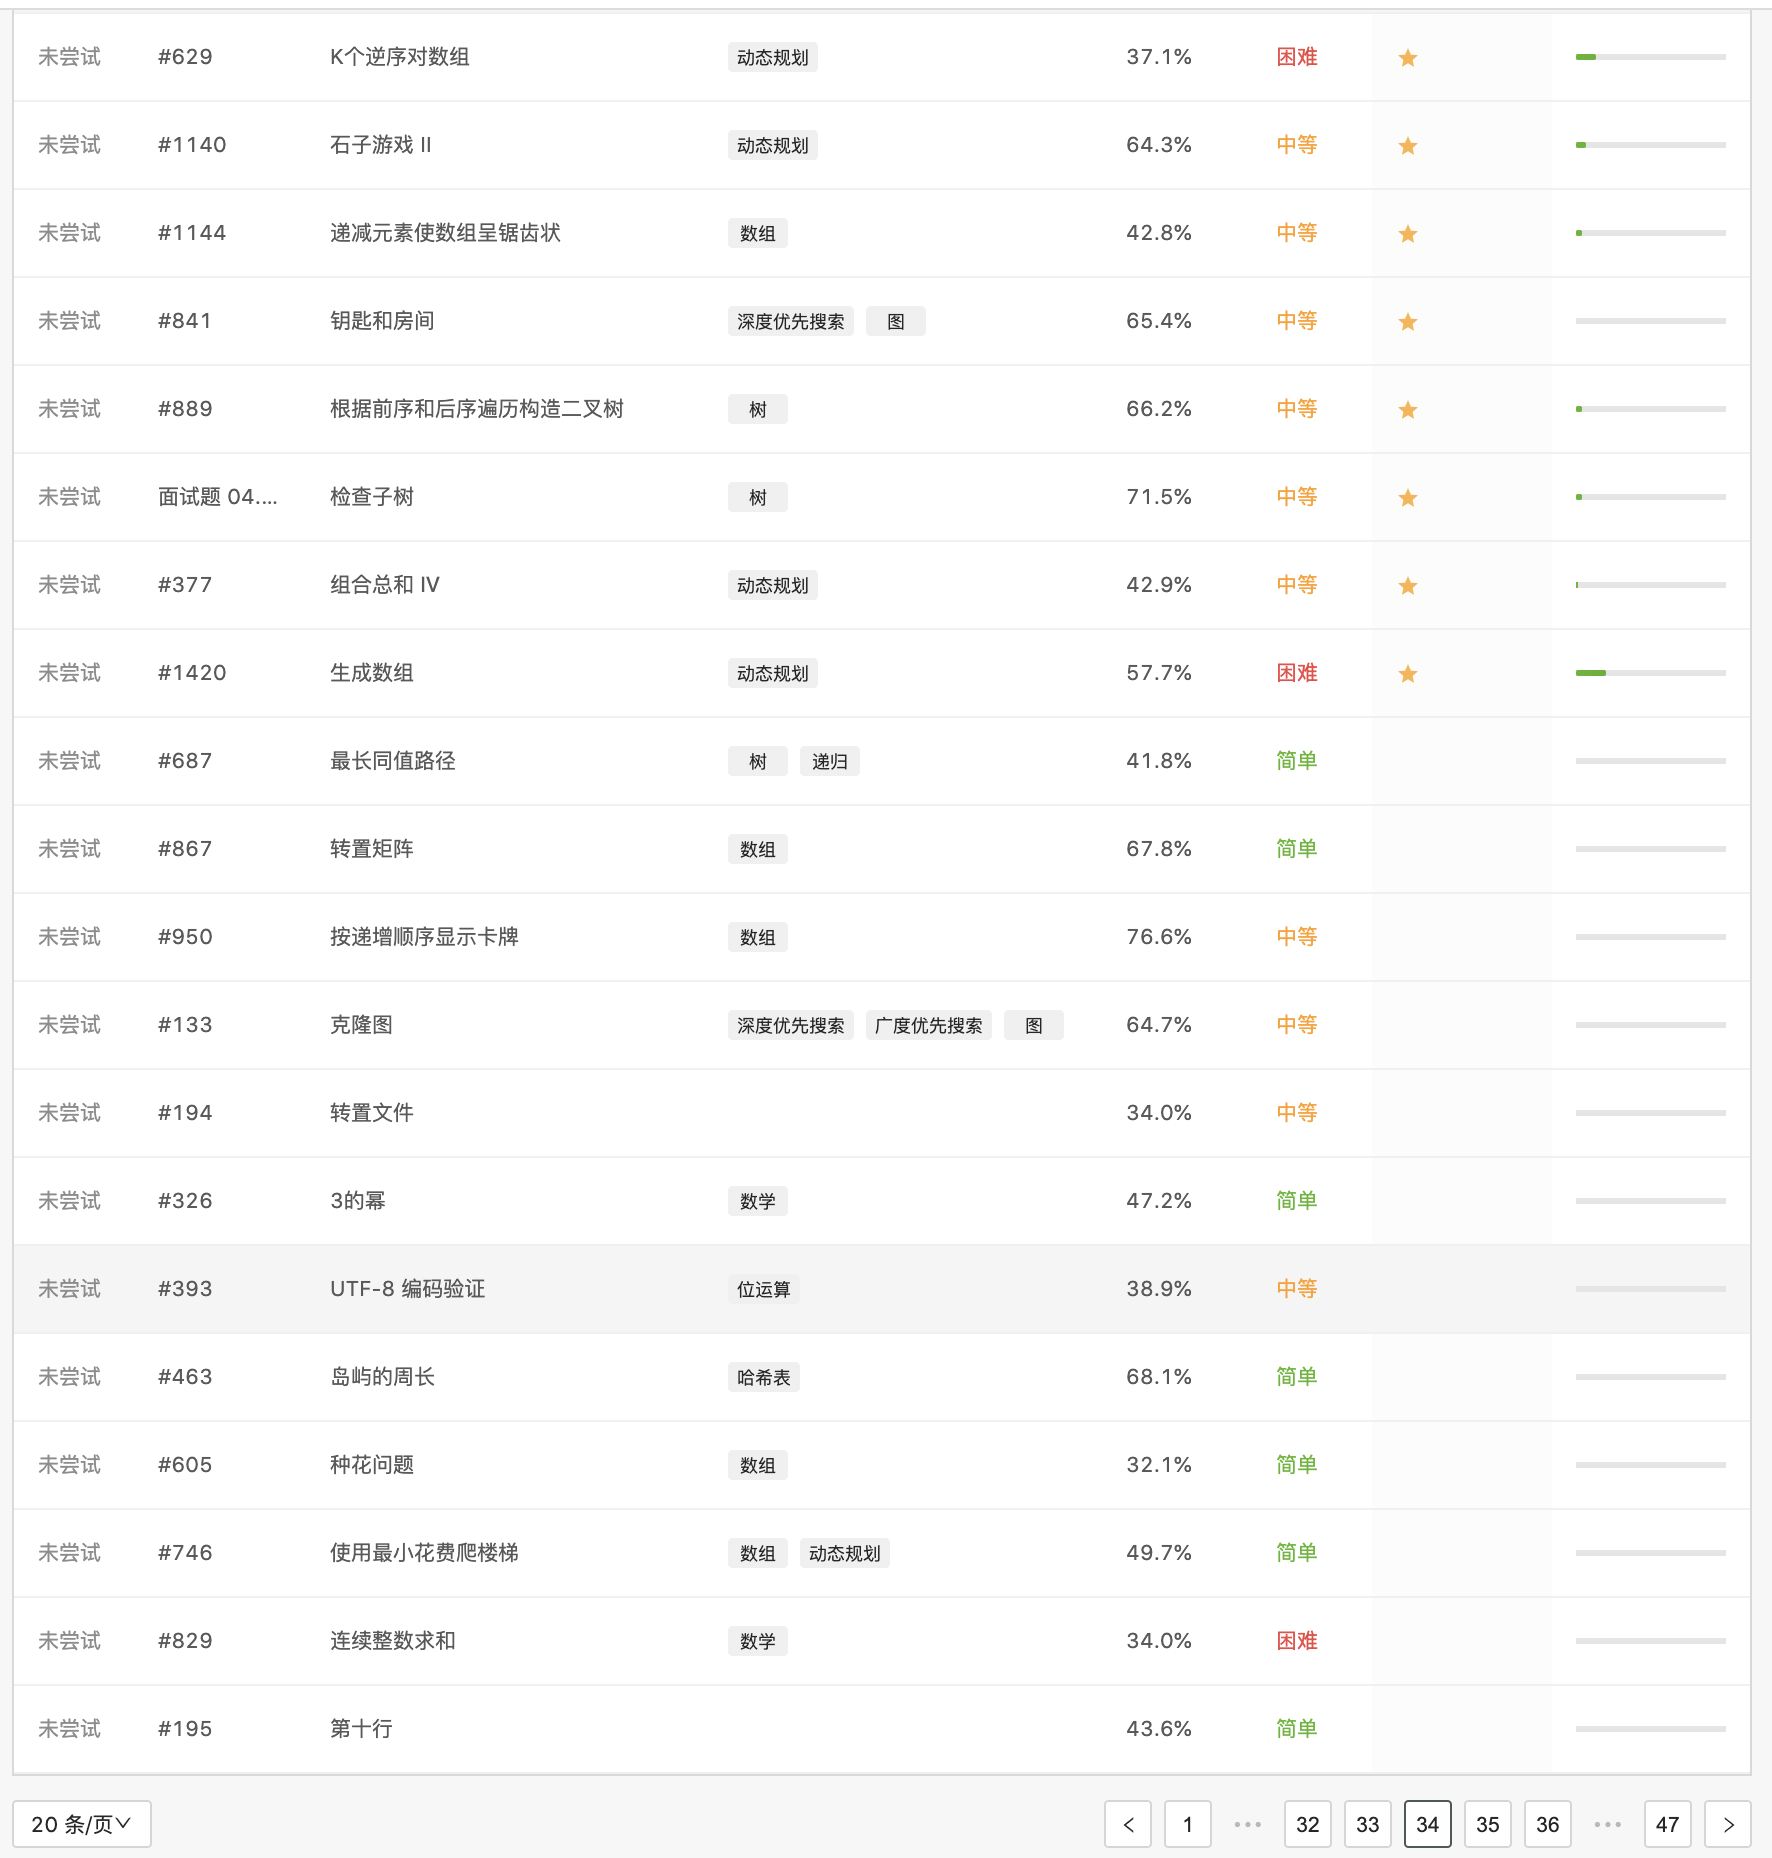 未尝试 #629 K个逆序对数组 动态规划 37.1% 困难
未尝试 #1140 石子游戏 II 动态规划 64.3% 中等
未尝试 #1144 递减元素使数组呈锯齿状 数组 42.8% 中等
未尝试 #841 钥匙和房间 深度优先搜索 图 65.4% 中等
未尝试 #889 根据前序和后序遍历构造二叉树 树 66.2% 中等
未尝试 面试题 04.... 检查子树 树 71.5% 中等
未尝试 #377 组合总和 IV 动态规划 42.9% 中等
未尝试 #1420 生成数组 动态规划 57.7% 困难
未尝试 #687 最长同值路径 树 递归 41.8% 简单
未尝试 #867 转置矩阵 数组 67.8% 简单
未尝试 #950 按递增顺序显示卡牌 数组 76.6% 中等
未尝试 #133 克隆图 深度优先搜索 广度优先搜索 图 64.7% 中等
未尝试 #194 转置文件 34.0% 中等
未尝试 #326 3的幂 数学 47.2% 简单
未尝试 #393 UTF-8 编码验证 位运算 38.9% 中等
未尝试 #463 岛屿的周长 哈希表 68.1% 简单
未尝试 #605 种花问题 数组 32.1% 简单
未尝试 #746 使用最小花费爬楼梯 数组 动态规划 49.7% 简单
未尝试 #829 连续整数求和 数学 34.0% 困难
未尝试 #195 第十行 43.6% 简单
20 条/页 < 1 ••• 32 33 34 35 36 ••• 47 >